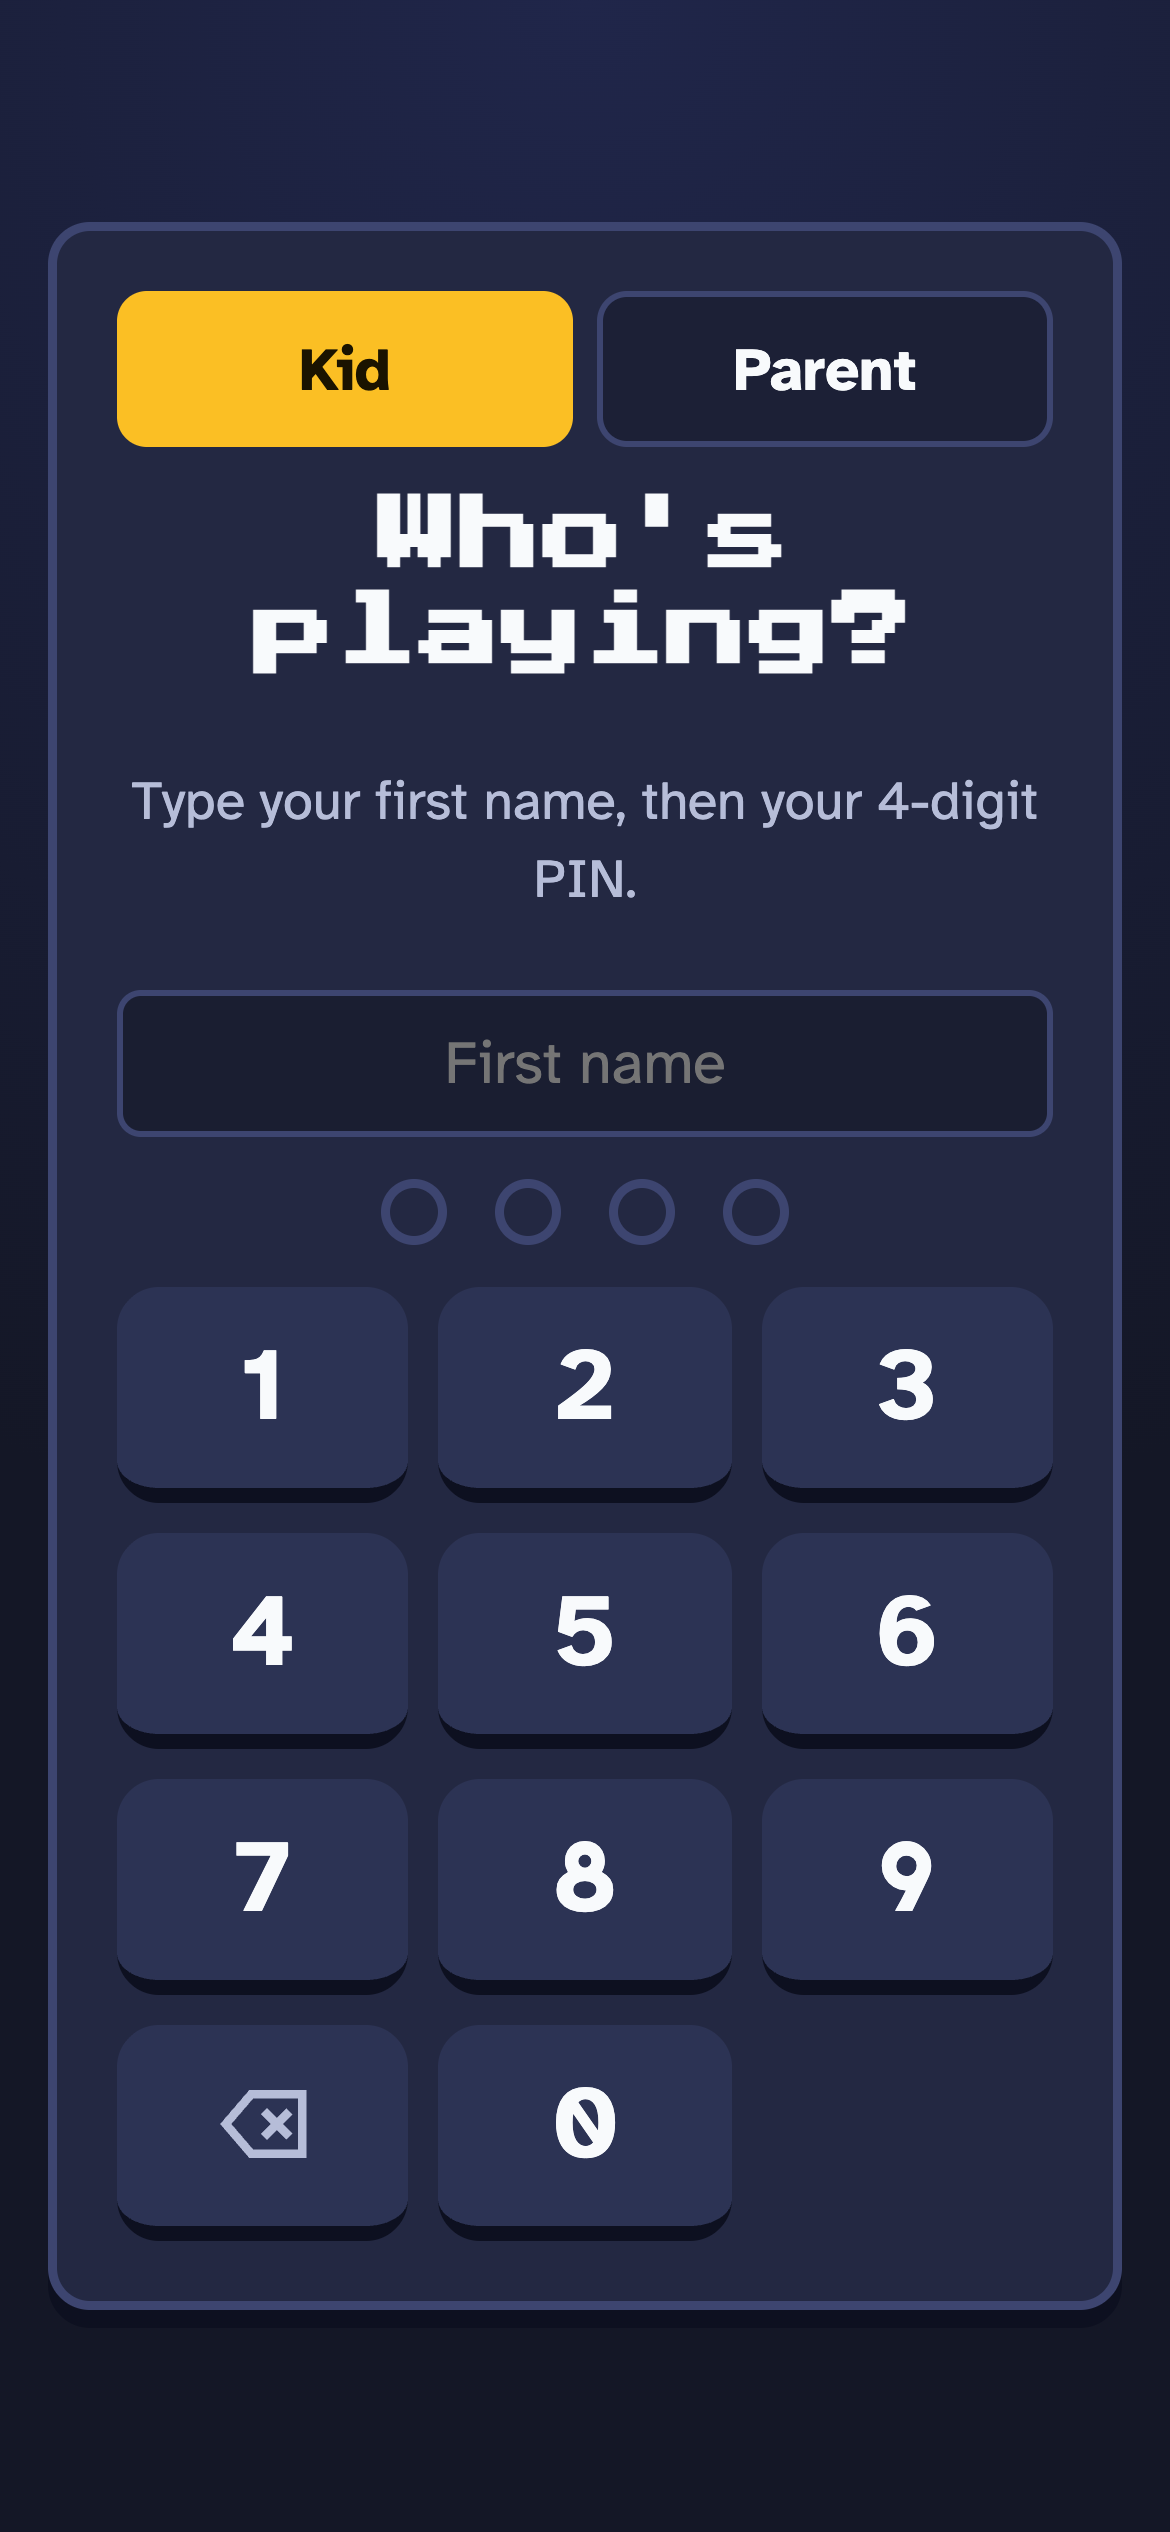 Kid Parent
Who's
playing?
Type your first name, then your 4-digit
PIN.
First name
1 2 3
4 5 6
7 8 9
0